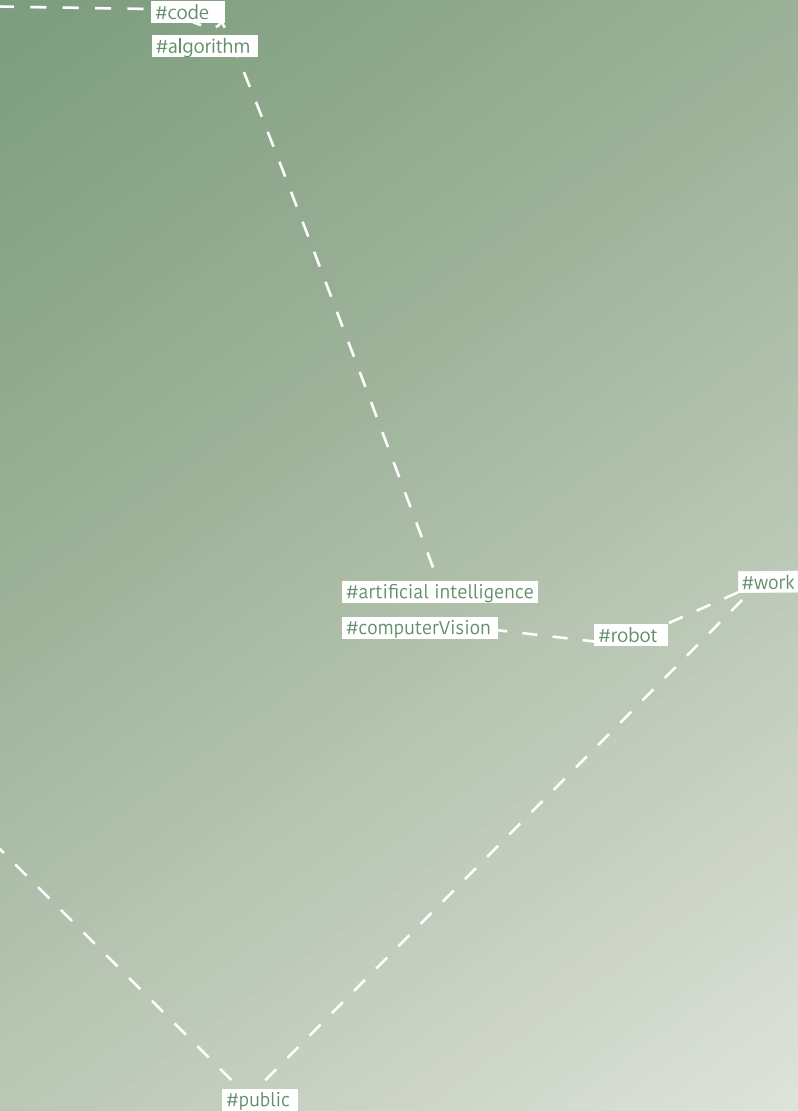 #code
#algorithm
#artificial intelligence
#computerVision
#work
#robot
#public